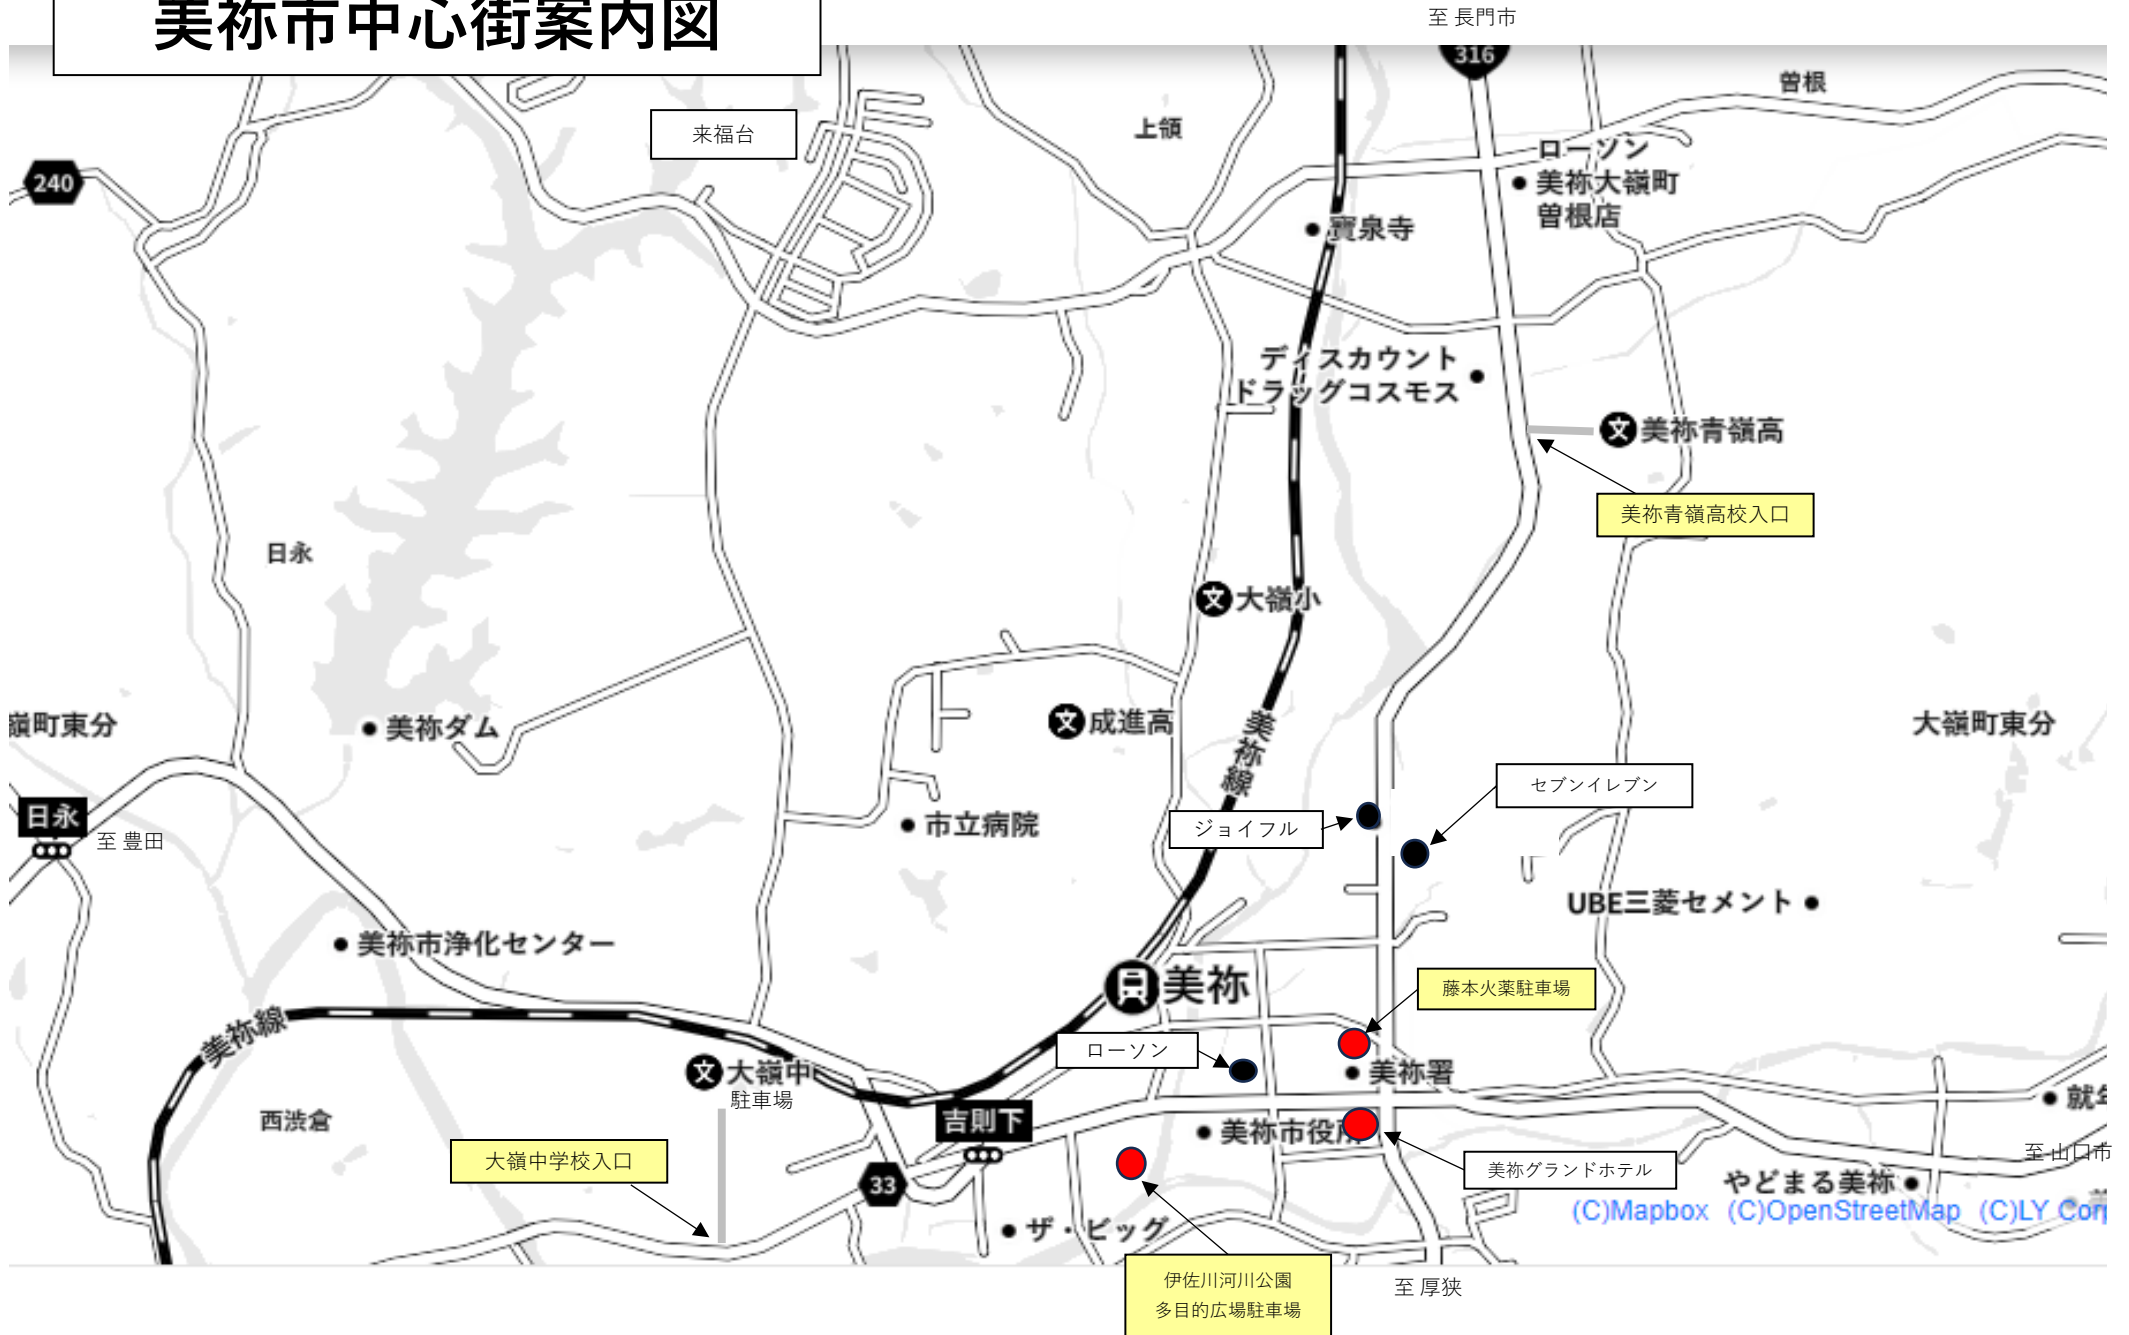 美祢市中心街案内図
至 長門市
316
曽根
来福台
上領
240
ローソン
美祢大嶺町
曽根店
寶泉寺
ディスカウント
ドラッグコスモス
文
美祢青嶺高
美祢青嶺高校入口
日永
文
大嶺小
嶺町東分
美祢ダム
文
成進高
美祢線
大嶺町東分
セブンイレブン
日永
至 豊田
市立病院
ジョイフル
UBE三菱セメント
美祢市浄化センター
美祢
藤本火薬駐車場
美祢線
ローソン
文
大嶺中
駐車場
美祢署
就年
西渋倉
吉則下
美祢市役所
至 山口市
大嶺中学校入口
33
美祢グランドホテル
やどまる美祢
ザ・ビッグ
(C)Mapbox (C)OpenStreetMap (C)LY Corp
伊佐川河川公園
多目的広場駐車場
至 厚狭